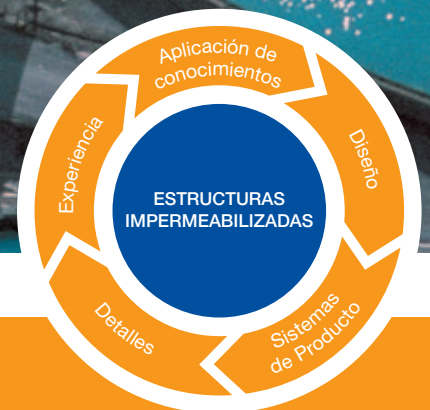 Aplicación de
conocimientos
Diseño
Sistemas
de Producto
Detalles
Experiencia
ESTRUCTURAS
IMPERMEABILIZADAS